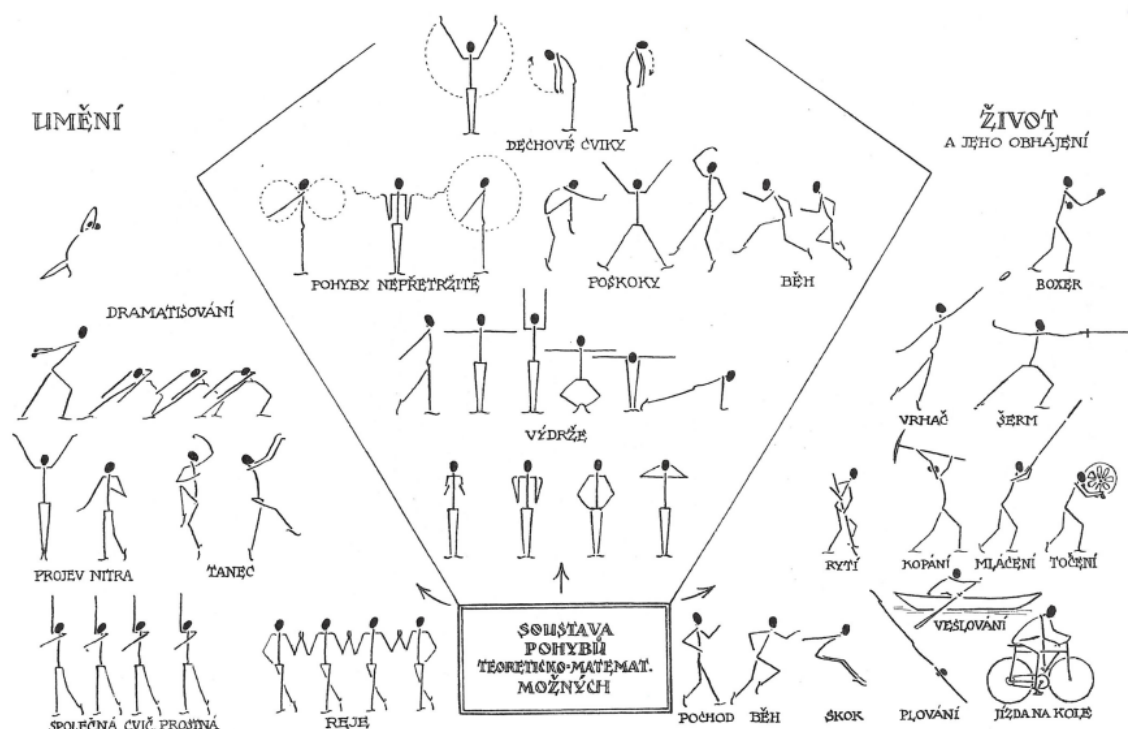 UMĚNÍ
ŽIVOT
A JEHO OBHÁJENÍ
DECHOVÉ CVIKY
POHYBY NEPŘETRŽITÉ
POSKOKY
BĚH
BOXER
DRAMATISOVÁNÍ
VÝDRŽE
VRHAČ
ŠERM
PROJEV NITRA
TANEC
RYTÍ
KOPÁNÍ
MLÁCENÍ
TOČENÍ
VESLOVÁNÍ
SOUSTAVA
POHYBŮ
TEORETICKO-MATEMAT.
MOŽNÝCH
SPOLEČNÁ CVIČ. PROSTNÁ
REJE
POCHOD
BĚH
SKOK
PLOVÁNÍ
JÍZDA NA KOLE